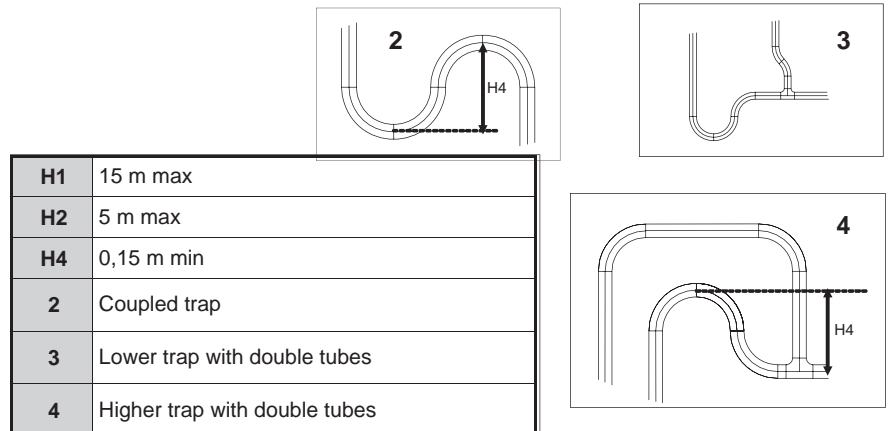 2
H4
3
H1 15 m max
H2 5 m max
H4 0,15 m min
2 Coupled trap
3 Lower trap with double tubes
4 Higher trap with double tubes
4
H4